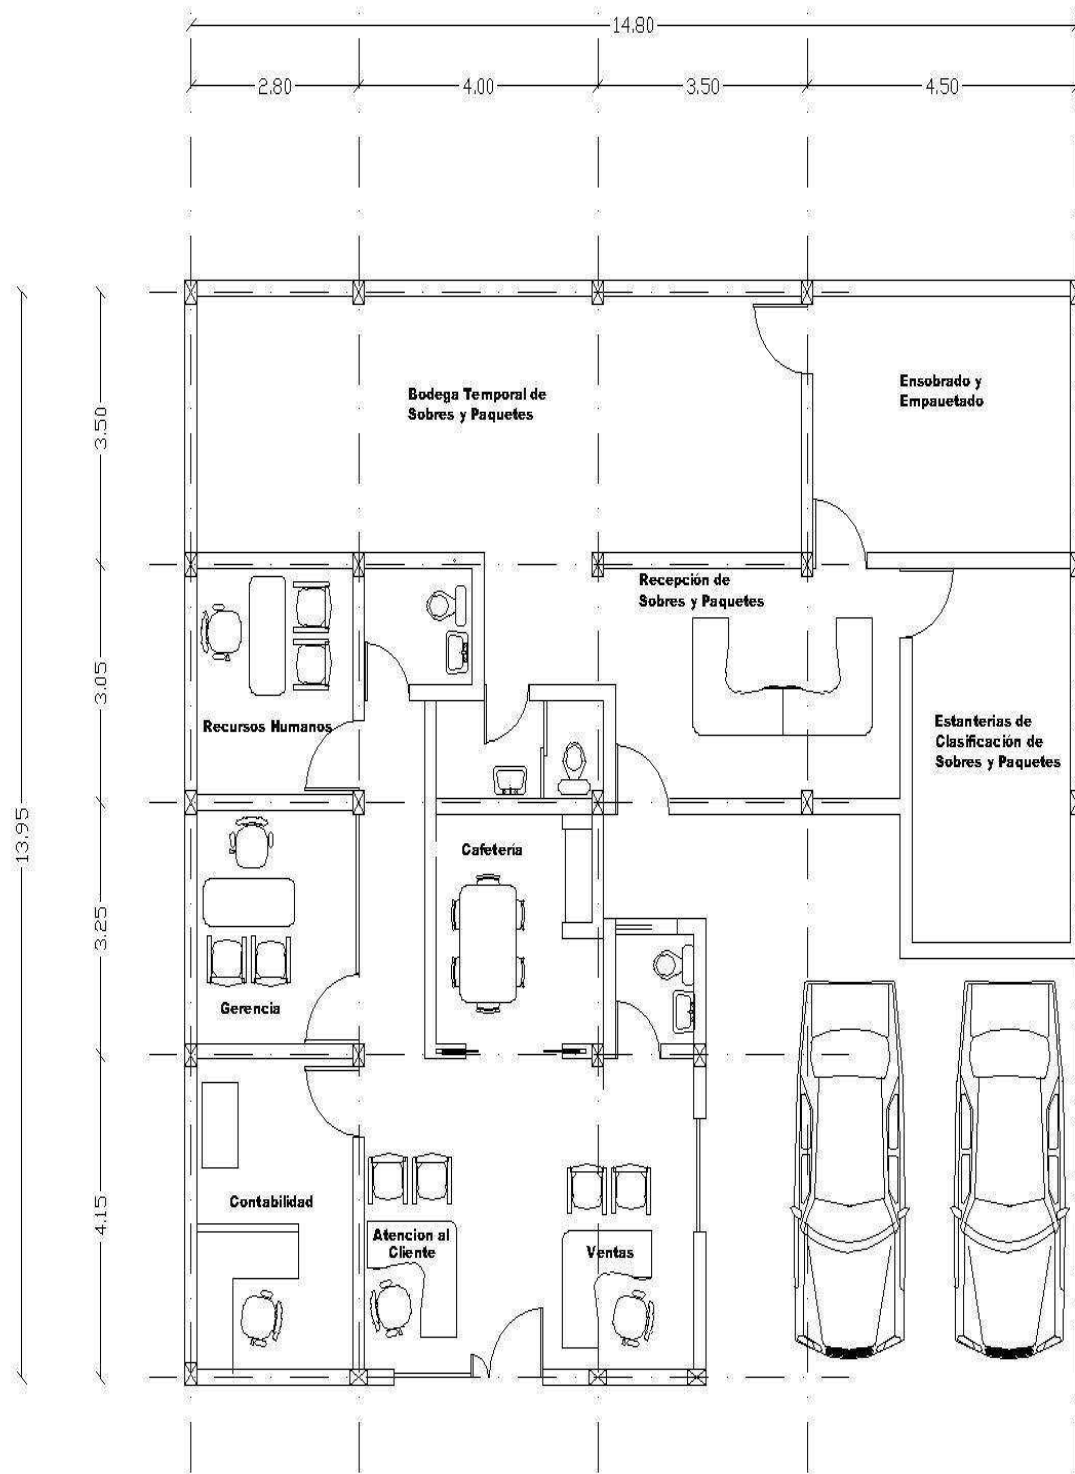 14.80
2.80
4.00
3.50
4.50
Bodega Temporal de
Sobres y Paquetes
Ensobrado y
Empauetado
3.50
Recepción de
Sobres y Paquetes
3.05
Recursos Humanos
Estanterias de
Clasificación de
Sobres y Paquetes
13.95
Cafetería
3.25
Gerencia
4.15
Contabilidad
Atencion al
Cliente
Ventas